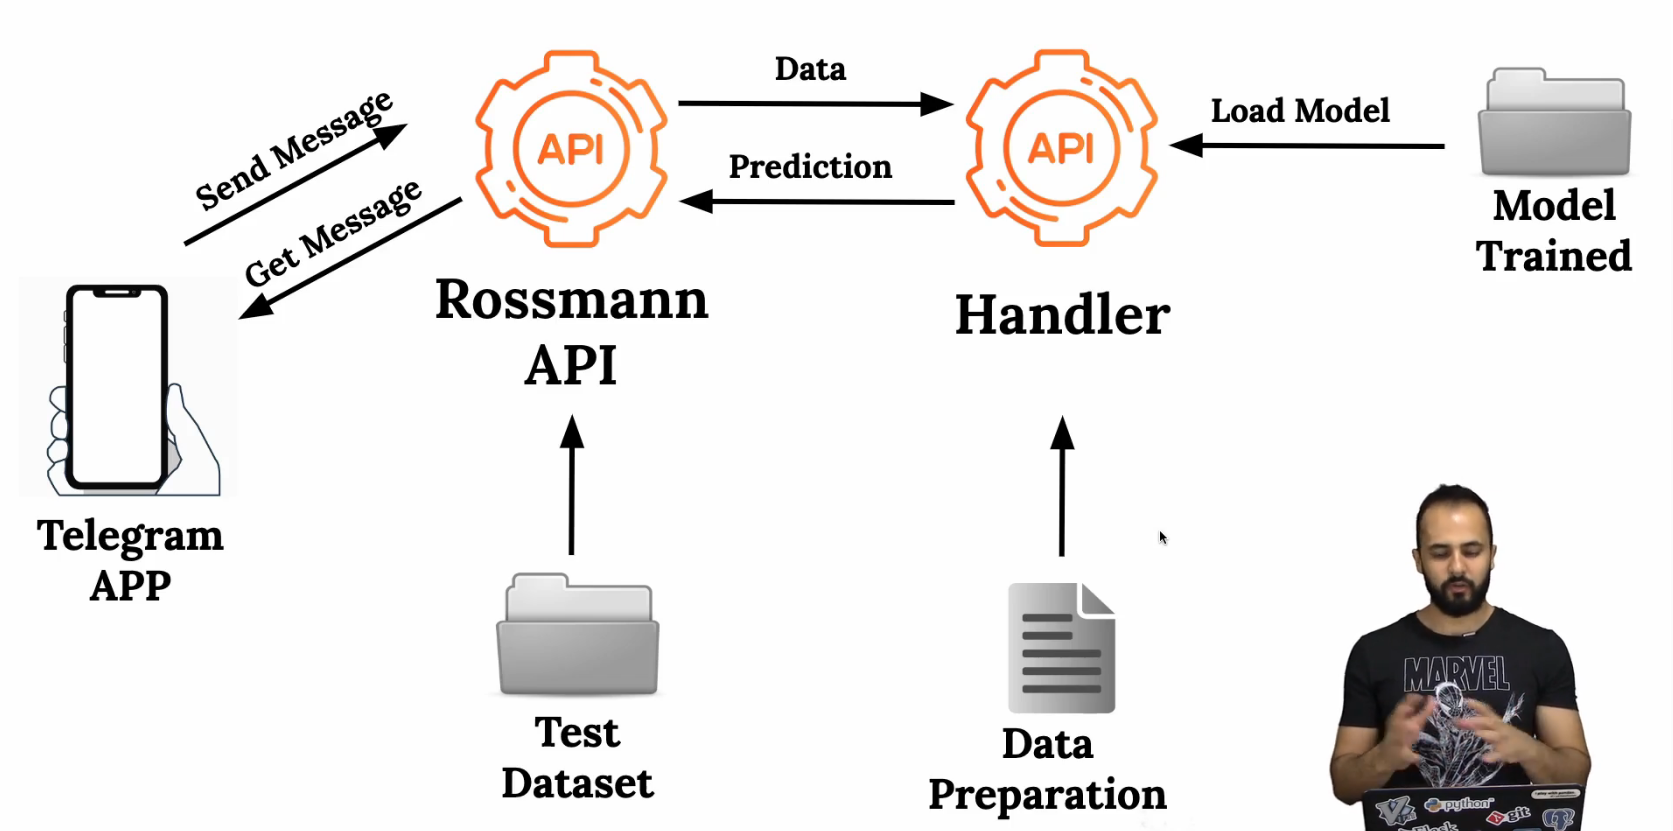 Send Message
Get Message
API
Data
Prediction
API
Load Model
Model
Trained
Rossmann
API
Handler
Telegram
APP
Test
Dataset
Data
Preparation
MARVEL
python
git
Flask